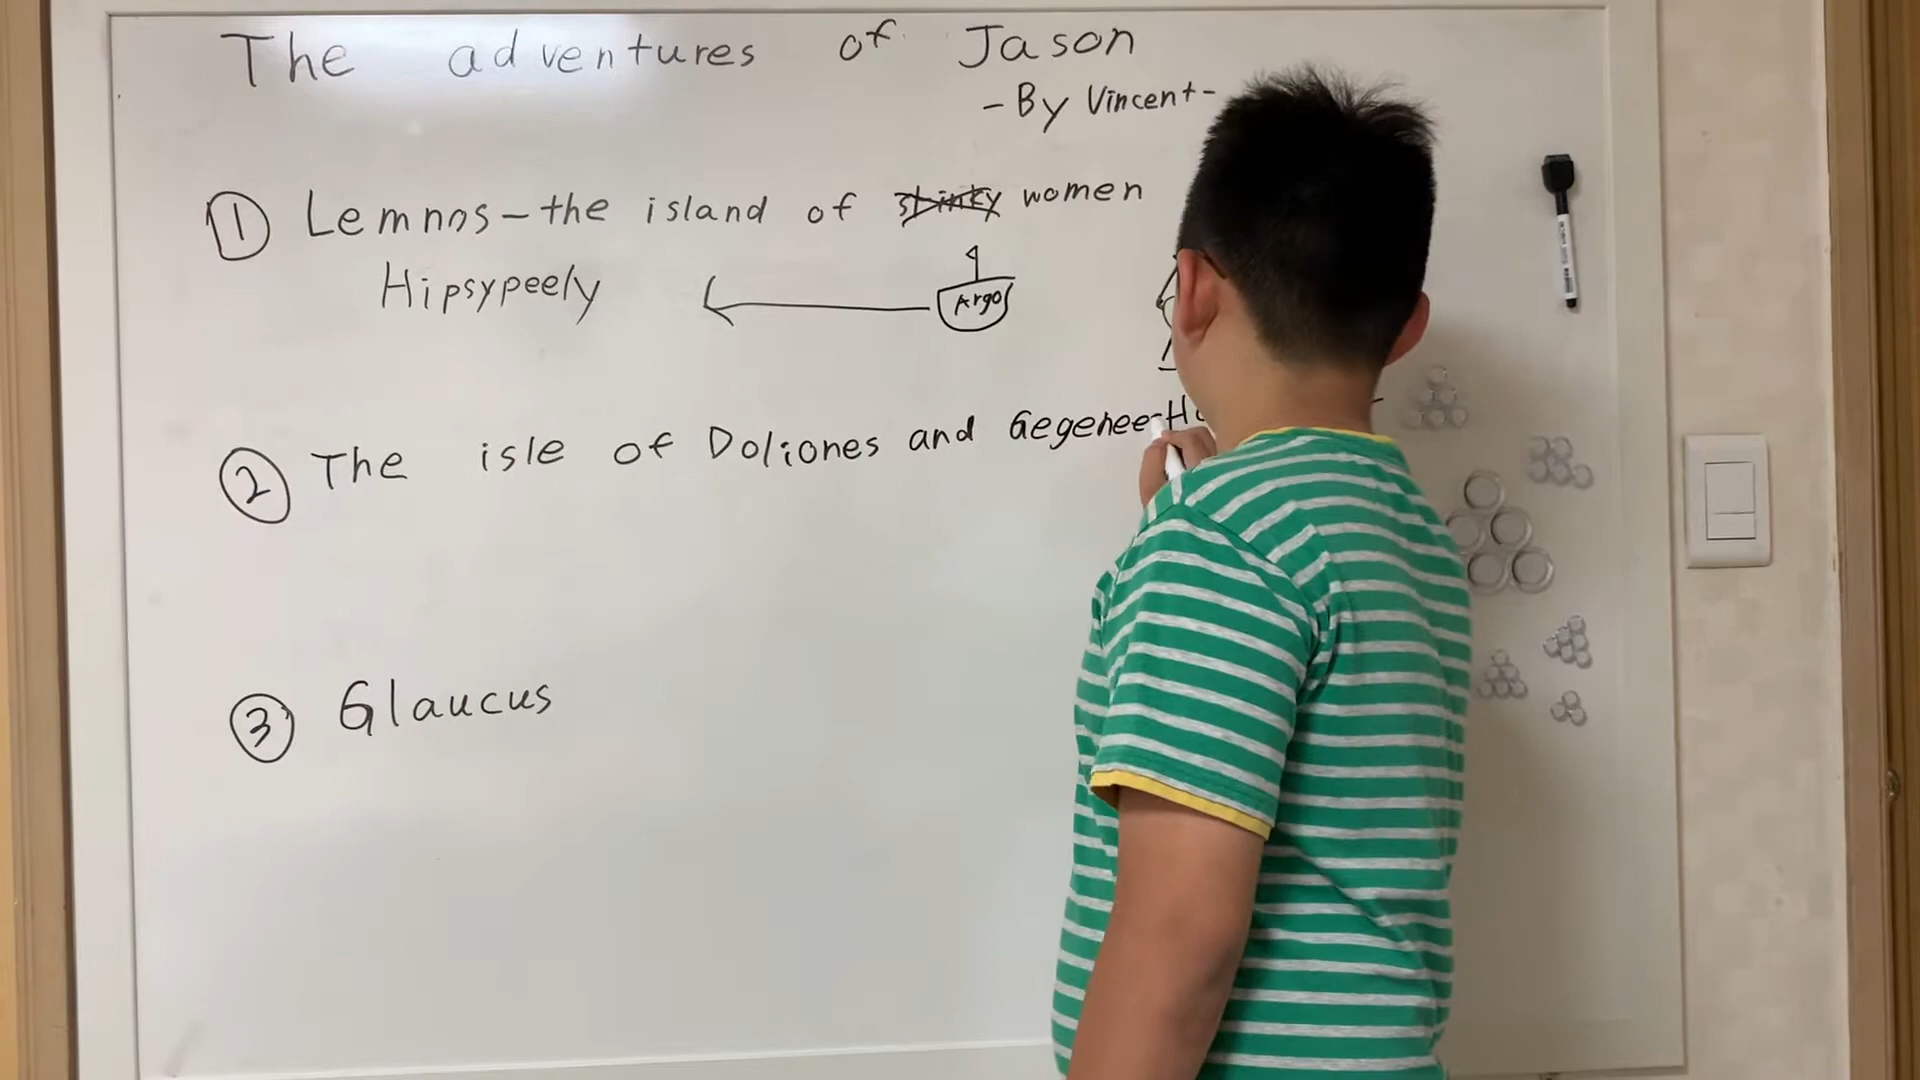 The adventures of Jason
-By Vincent-
① Lemnos-the island of stinky women
Hipsypeely
Argo
② The isle of Doliones and Gegenee-
③ Glaucus